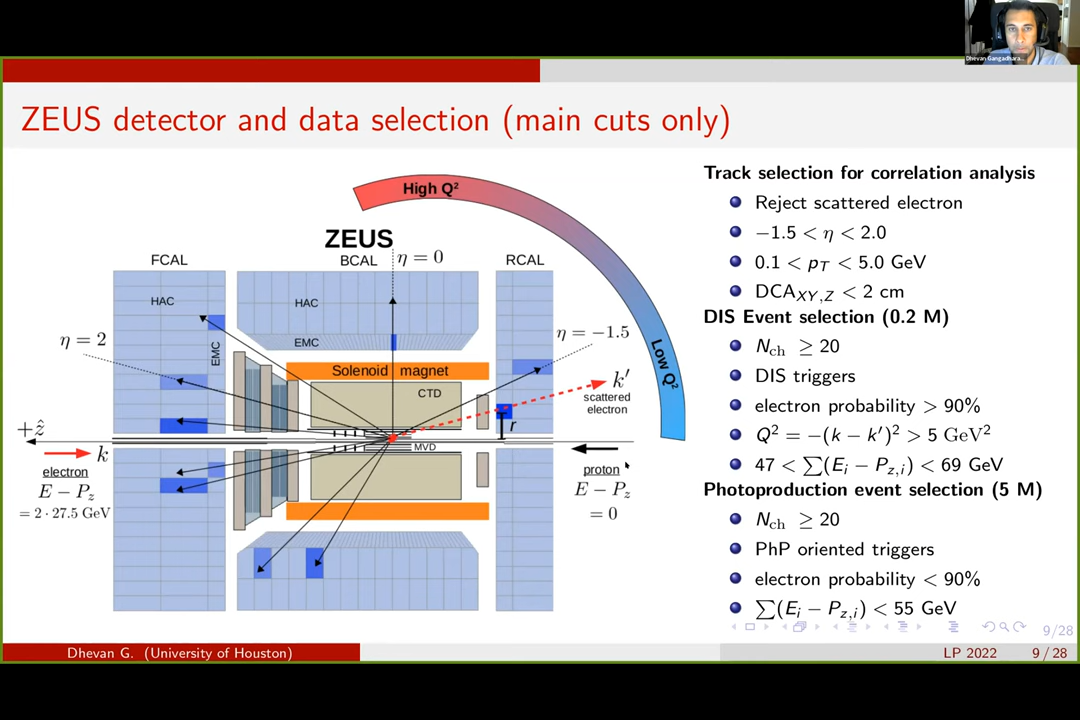 Dhevan Gangadhara...
ZEUS detector and data selection (main cuts only)
High Q²
Low Q²
ZEUS
FCAL
BCAL
η = 0
RCAL
HAC
HAC
EMC
EMC
η = 2
η = −1.5
Solenoid magnet
CTD
MVD
k′
scattered
electron
r
+ẑ
k
electron
E − P_z
= 2 · 27.5 GeV
proton
E − P_z
= 0
Track selection for correlation analysis
Reject scattered electron
−1.5 < η < 2.0
0.1 < p_T < 5.0 GeV
DCA_{XY,Z} < 2 cm
DIS Event selection (0.2 M)
N_ch ≥ 20
DIS triggers
electron probability > 90%
Q² = −(k − k′)² > 5 GeV²
47 < ∑(E_i − P_{z,i}) < 69 GeV
Photoproduction event selection (5 M)
N_ch ≥ 20
PhP oriented triggers
electron probability < 90%
∑(E_i − P_{z,i}) < 55 GeV
9/28
Dhevan G. (University of Houston)
LP 2022
9 / 28